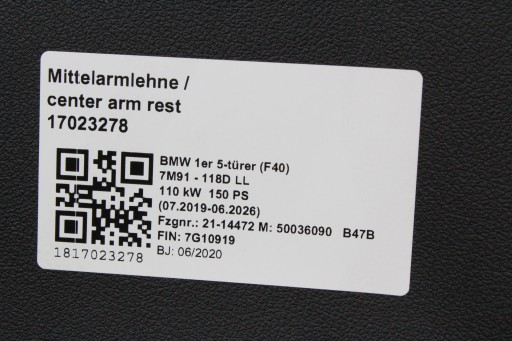 Mittelarmlehne /
center arm rest
17023278
BMW 1er 5-türer (F40)
7M91 - 118D LL
110 kW 150 PS
(07.2019-06.2026)
Fzgnr.: 21-14472 M: 50036090 B47B
FIN: 7G10919
BJ: 06/2020
1817023278